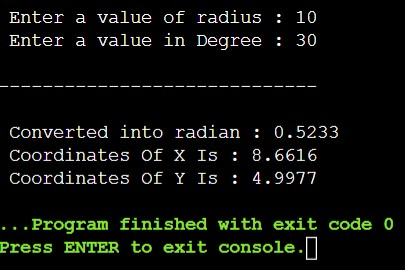 Enter a value of radius : 10
Enter a value in Degree : 30
-----------------------------
Converted into radian : 0.5233
Coordinates Of X Is : 8.6616
Coordinates Of Y Is : 4.9977
...Program finished with exit code 0
Press ENTER to exit console.